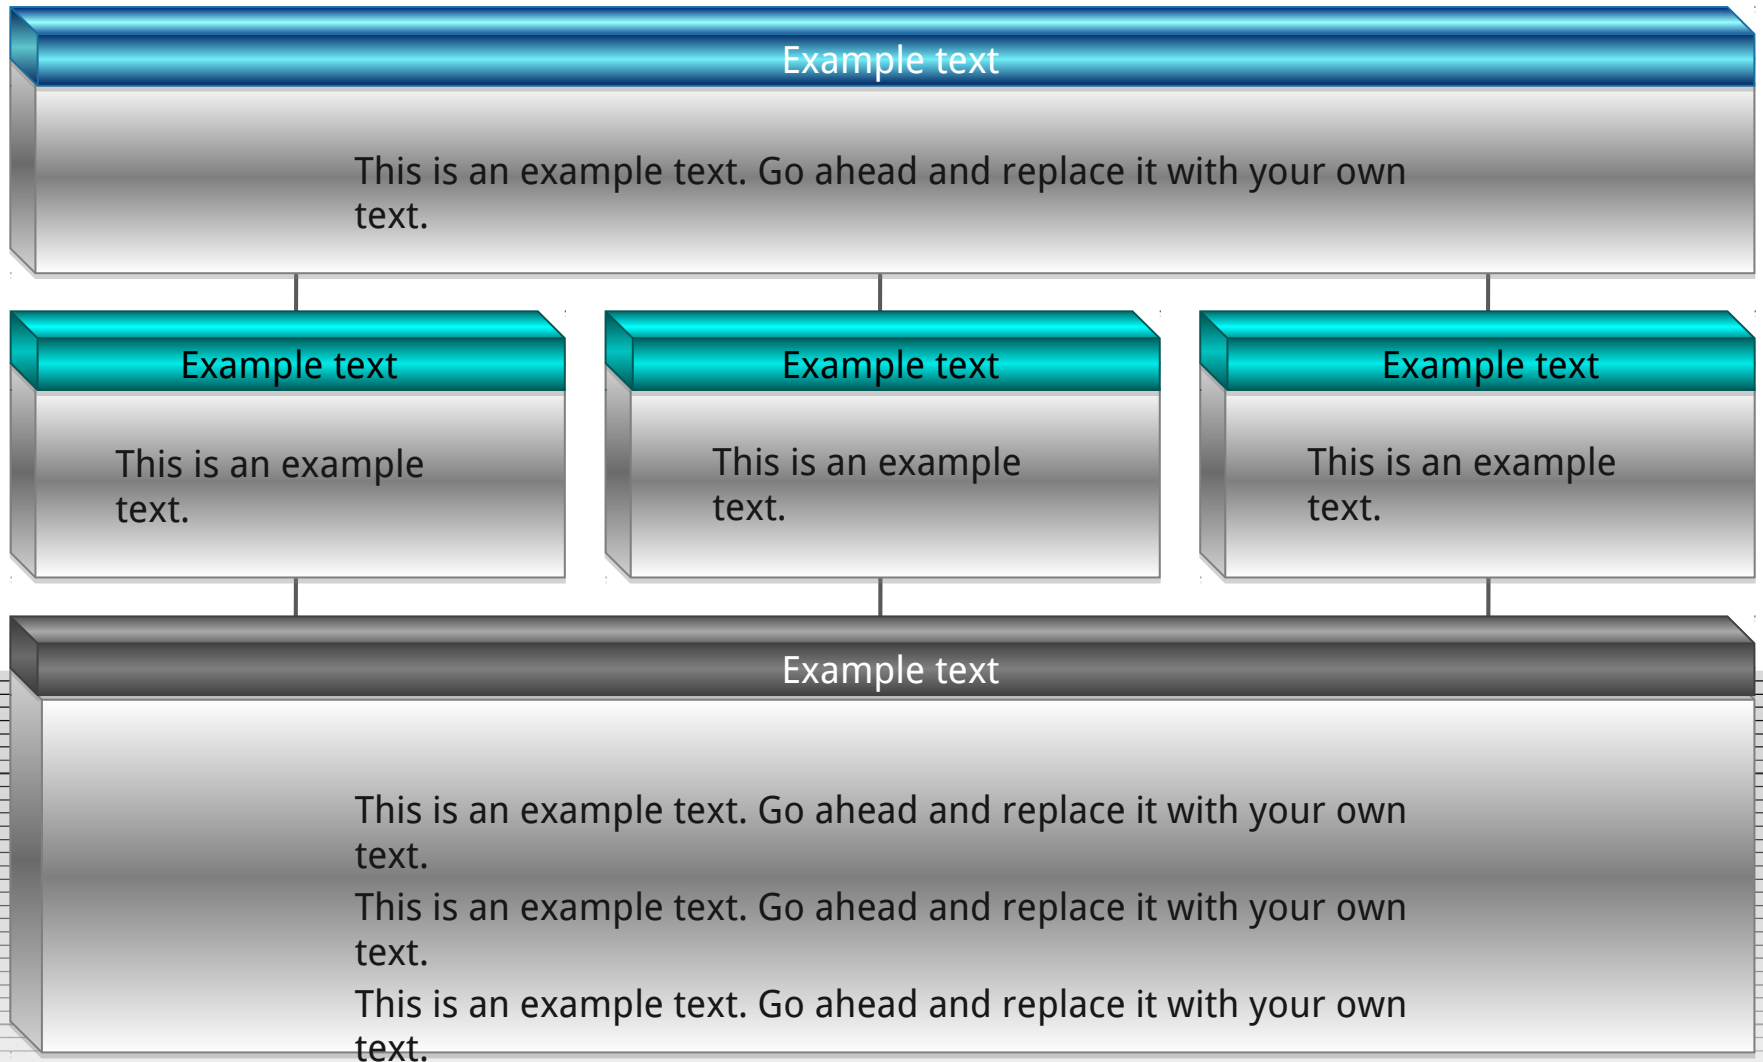 Example text
This is an example text. Go ahead and replace it with your own
text.
Example text
This is an example
text.
Example text
This is an example
text.
Example text
This is an example
text.
Example text
This is an example text. Go ahead and replace it with your own
text.
This is an example text. Go ahead and replace it with your own
text.
This is an example text. Go ahead and replace it with your own
text.